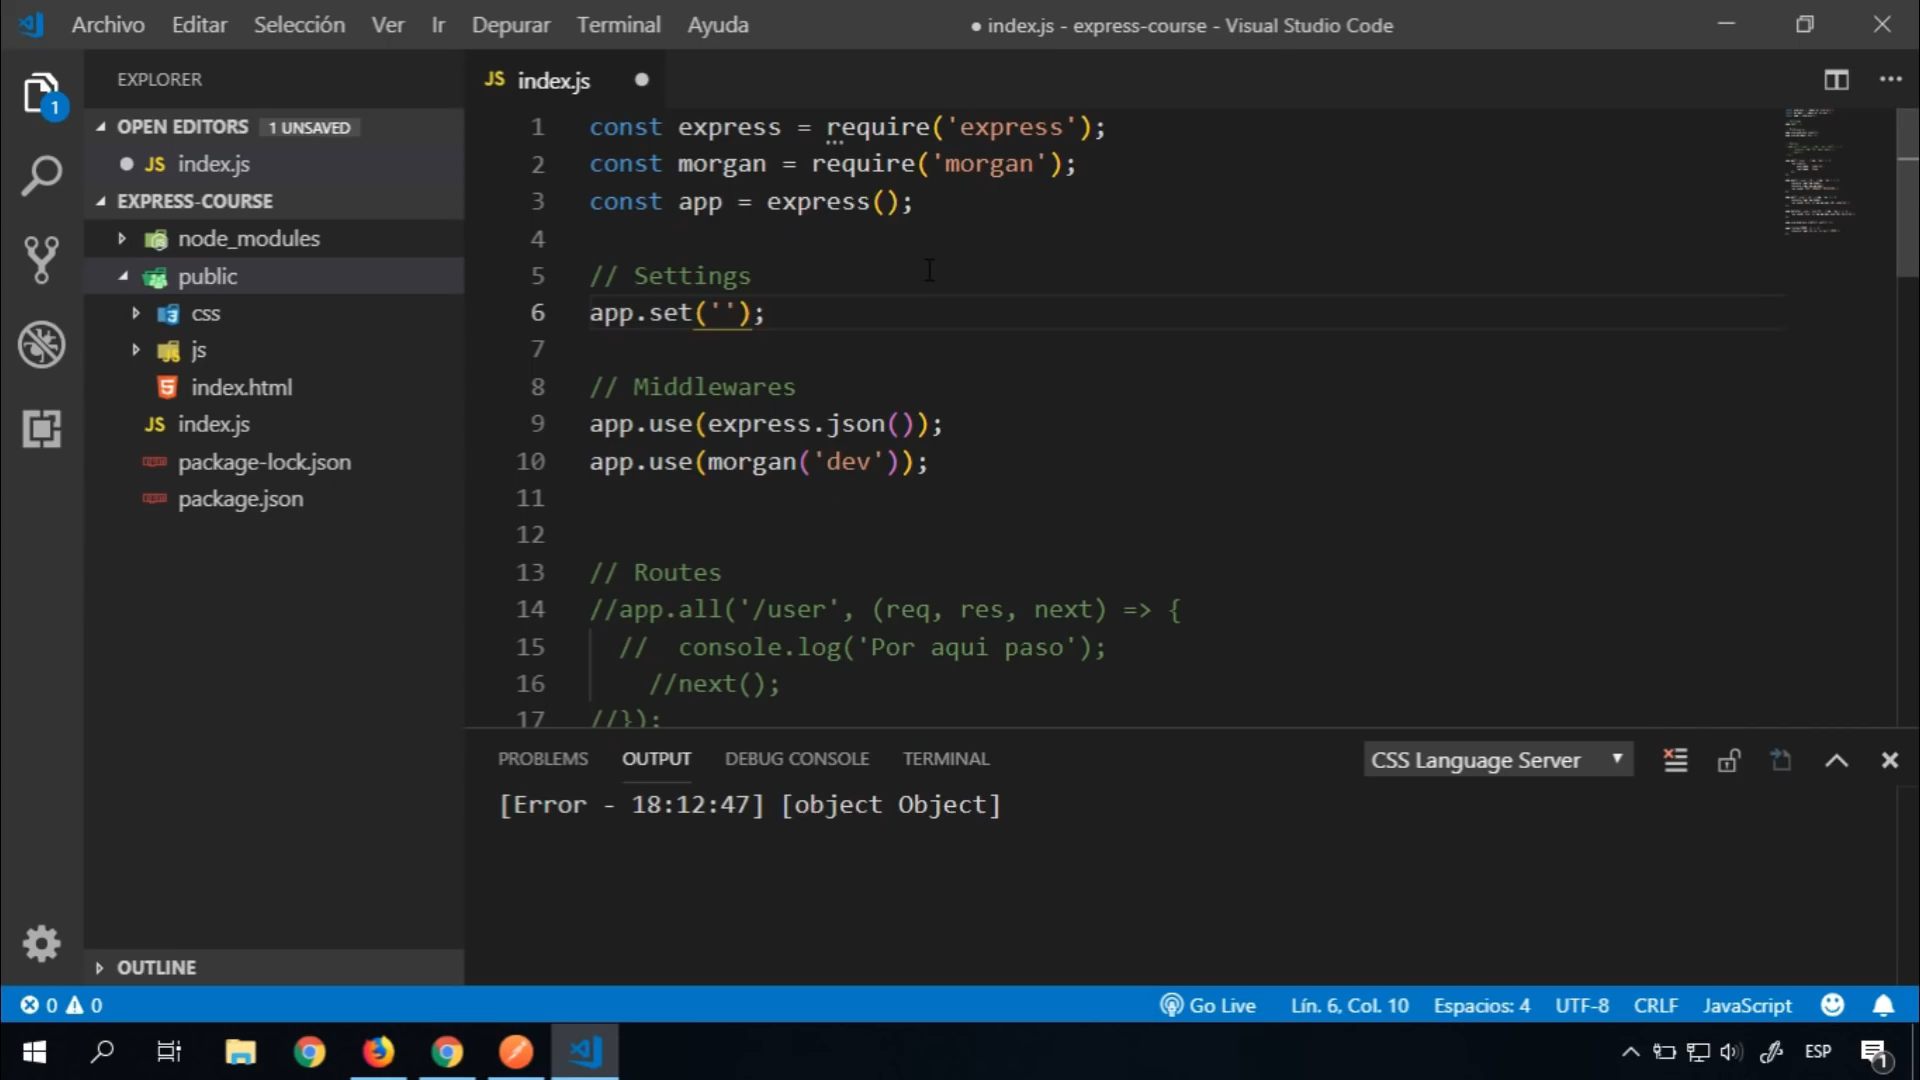 Archivo Editar Selección Ver Ir Depurar Terminal Ayuda
● index.js - express-course - Visual Studio Code
EXPLORER
1
OPEN EDITORS 1 UNSAVED
JS index.js
EXPRESS-COURSE
node_modules
public
css
js
index.html
JS index.js
package-lock.json
package.json
OUTLINE
JS index.js
1 const express = require('express');
2 const morgan = require('morgan');
3 const app = express();
4
5 // Settings
6 app.set('');
7
8 // Middlewares
9 app.use(express.json());
10 app.use(morgan('dev'));
11
12
13 // Routes
14 //app.all('/user', (req, res, next) => {
15 // console.log('Por aqui paso');
16 //next();
17 //});
PROBLEMS OUTPUT DEBUG CONSOLE TERMINAL
CSS Language Server
[Error - 18:12:47] [object Object]
0 0
Go Live Lín. 6, Col. 10 Espacios: 4 UTF-8 CRLF JavaScript
ESP
1